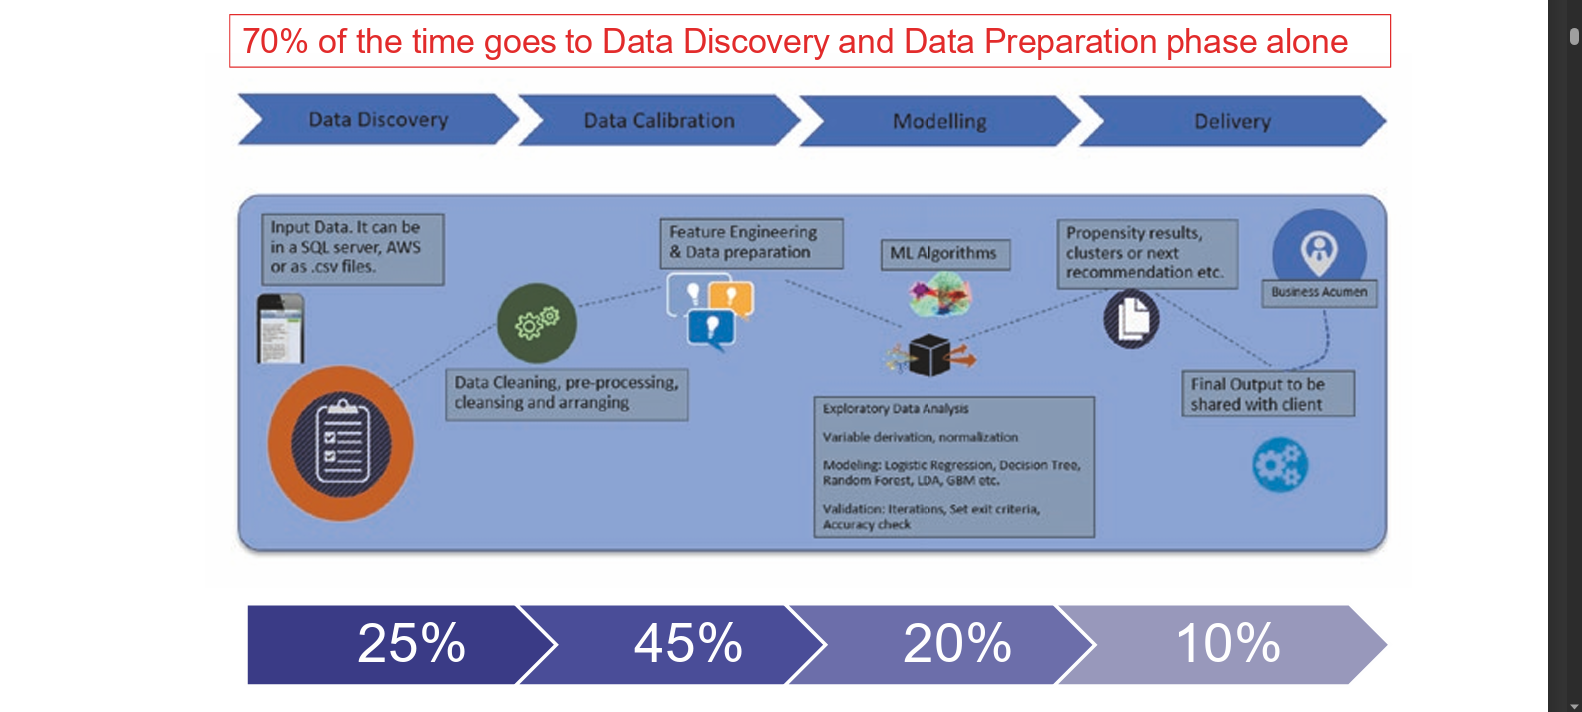 70% of the time goes to Data Discovery and Data Preparation phase alone
Data Discovery
Data Calibration
Modelling
Delivery
Input Data. It can be
in a SQL server, AWS
or as .csv files.
Data Cleaning, pre-processing,
cleansing and arranging
Feature Engineering
& Data preparation
ML Algorithms
Exploratory Data Analysis
Variable derivation, normalization
Modeling: Logistic Regression, Decision Tree,
Random Forest, LDA, GBM etc.
Validation: Iterations, Set exit criteria,
Accuracy check
Propensity results,
clusters or next
recommendation etc.
Business Acumen
Final Output to be
shared with client
25%
45%
20%
10%